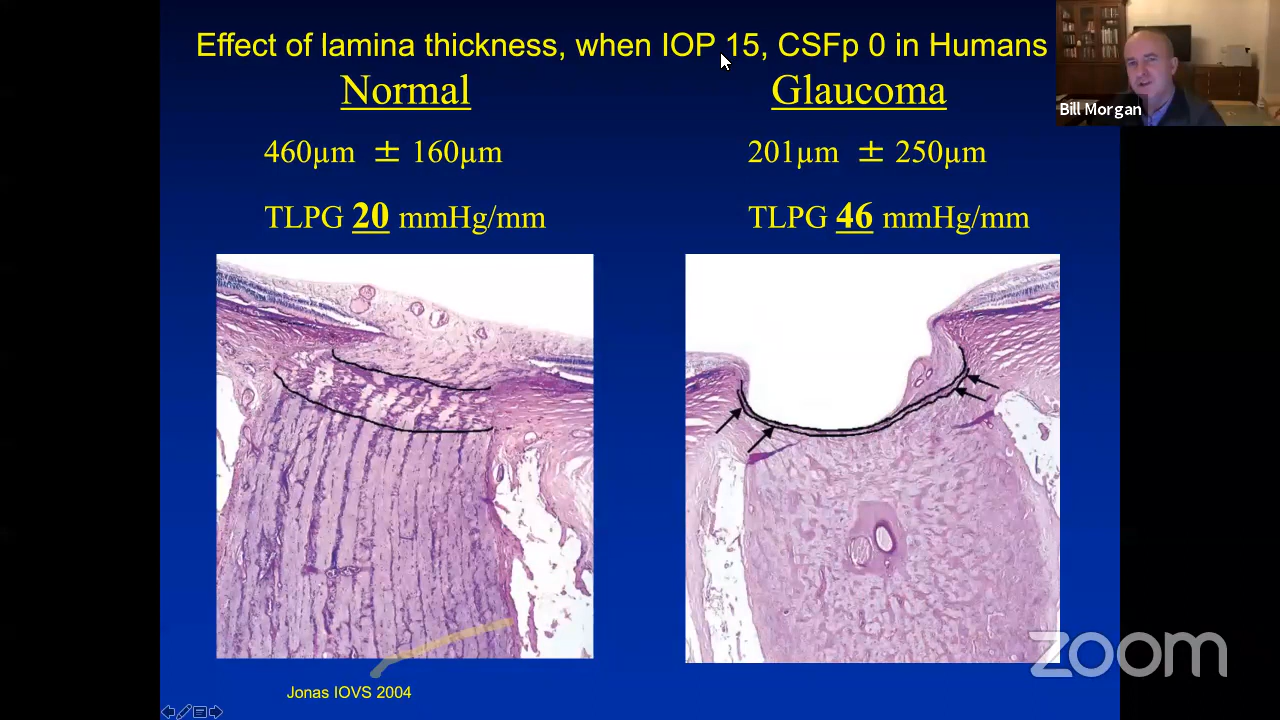 Effect of lamina thickness, when IOP 15, CSFp 0 in Humans
Normal
Glaucoma
Bill Morgan
460µm ± 160µm
201µm ± 250µm
TLPG 20 mmHg/mm
TLPG 46 mmHg/mm
zoom
Jonas IOVS 2004